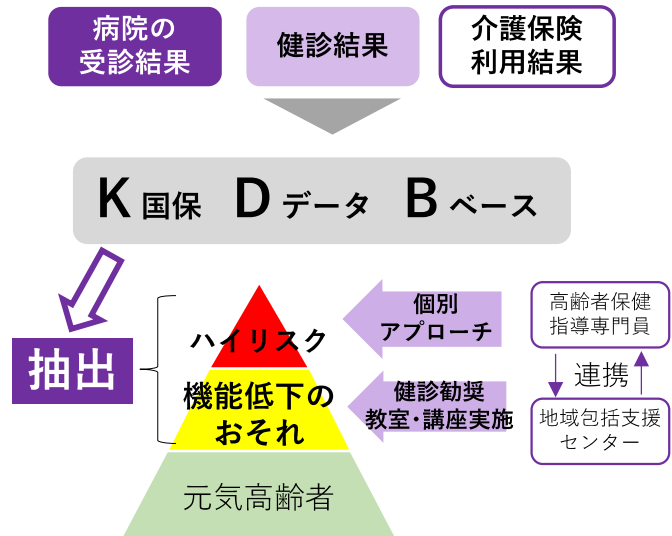 病院の
受診結果
健診結果
介護保険
利用結果
K 国保 D データ B ベース
抽出
ハイリスク
機能低下の
おそれ
元気高齢者
個別
アプローチ
健診勧奨
教室・講座実施
高齢者保健
指導専門員
連携
地域包括支援
センター